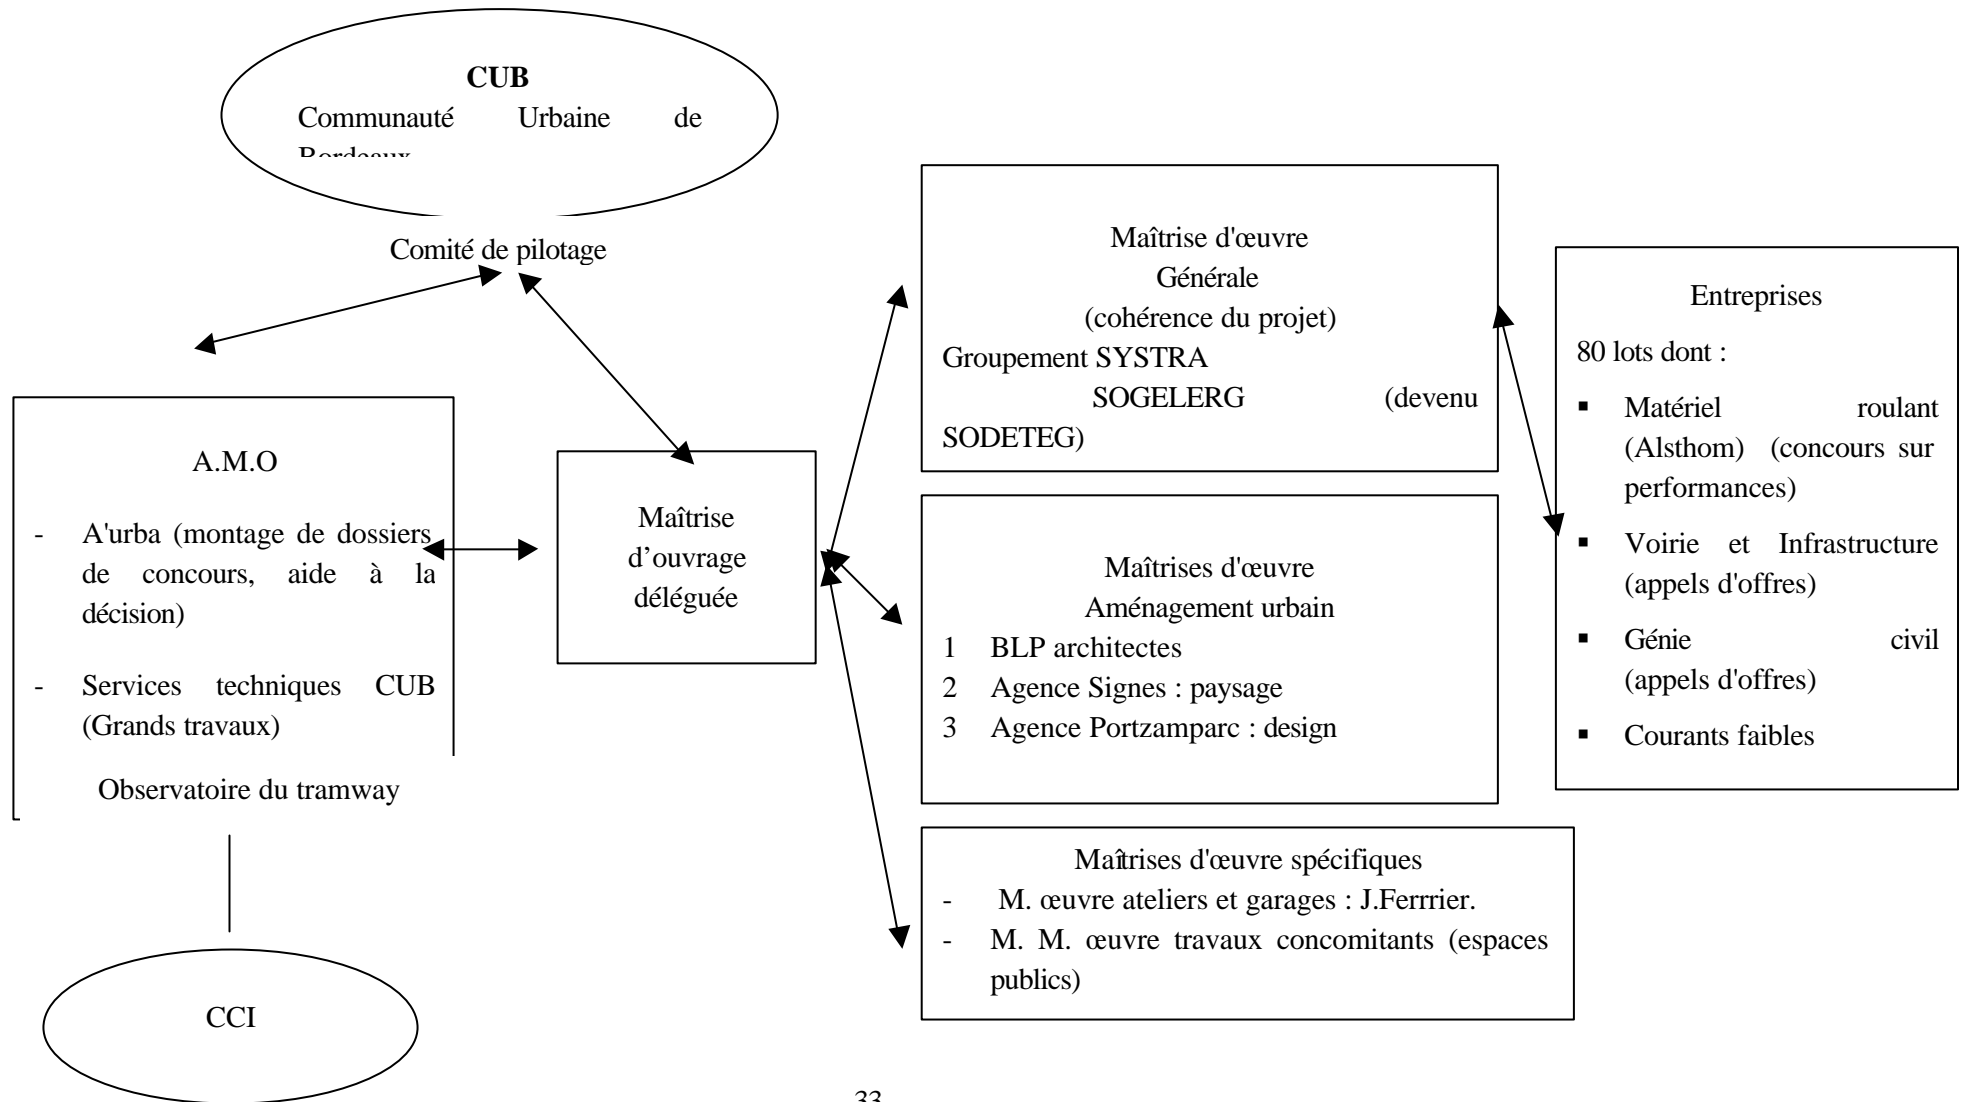 CUB
Communauté Urbaine de
Bordeaux
Comité de pilotage
A.M.O
- A'urba (montage de dossiers
de concours, aide à la
décision)
- Services techniques CUB
(Grands travaux)
Observatoire du tramway
CCI
Maîtrise
d’ouvrage
déléguée
Maîtrise d'œuvre
Générale
(cohérence du projet)
Groupement SYSTRA
SOGELERG (devenu
SODETEG)
Maîtrises d'œuvre
Aménagement urbain
1 BLP architectes
2 Agence Signes : paysage
3 Agence Portzamparc : design
Maîtrises d'œuvre spécifiques
- M. œuvre ateliers et garages : J.Ferrrier.
- M. M. œuvre travaux concomitants (espaces
publics)
Entreprises
80 lots dont :
▪ Matériel roulant
(Alsthom) (concours sur
performances)
▪ Voirie et Infrastructure
(appels d'offres)
▪ Génie civil
(appels d'offres)
▪ Courants faibles
33